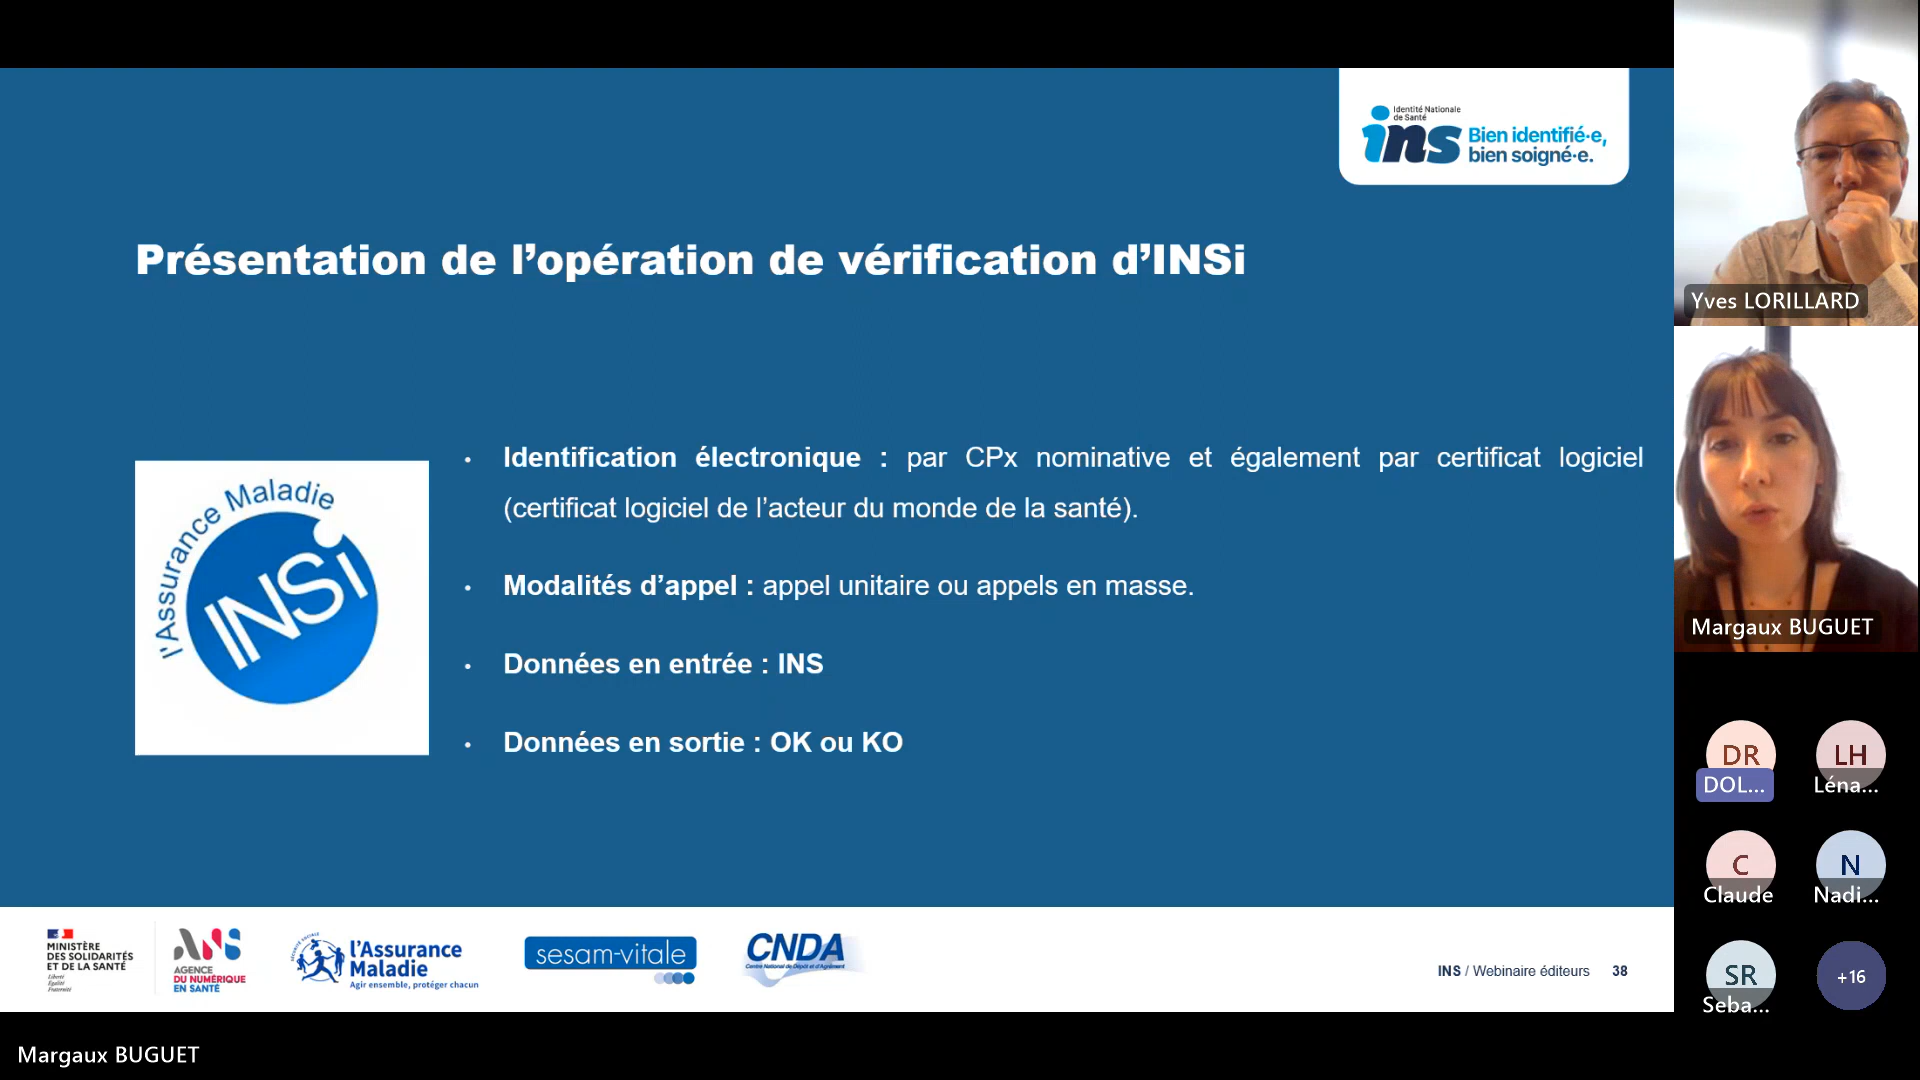 Identité Nationale
de Santé
ins
Bien identifié·e,
bien soigné·e.
Présentation de l’opération de vérification d’INSi
l’Assurance Maladie
INSi
• Identification électronique : par CPx nominative et également par certificat logiciel
(certificat logiciel de l’acteur du monde de la santé).
• Modalités d’appel : appel unitaire ou appels en masse.
• Données en entrée : INS
• Données en sortie : OK ou KO
MINISTÈRE
DES SOLIDARITÉS
ET DE LA SANTÉ
Liberté
Égalité
Fraternité
ANS
AGENCE
DU NUMÉRIQUE
EN SANTÉ
SÉCURITÉ SOCIALE
l’Assurance
Maladie
Agir ensemble, protéger chacun
sesam-vitale
CNDA
Centre National de Dépôt et d’Agrément
INS / Webinaire éditeurs 38
Yves LORILLARD
Margaux BUGUET
DR
DOL...
LH
Léna...
C
Claude
N
Nadi...
SR
Seba...
+16
Margaux BUGUET